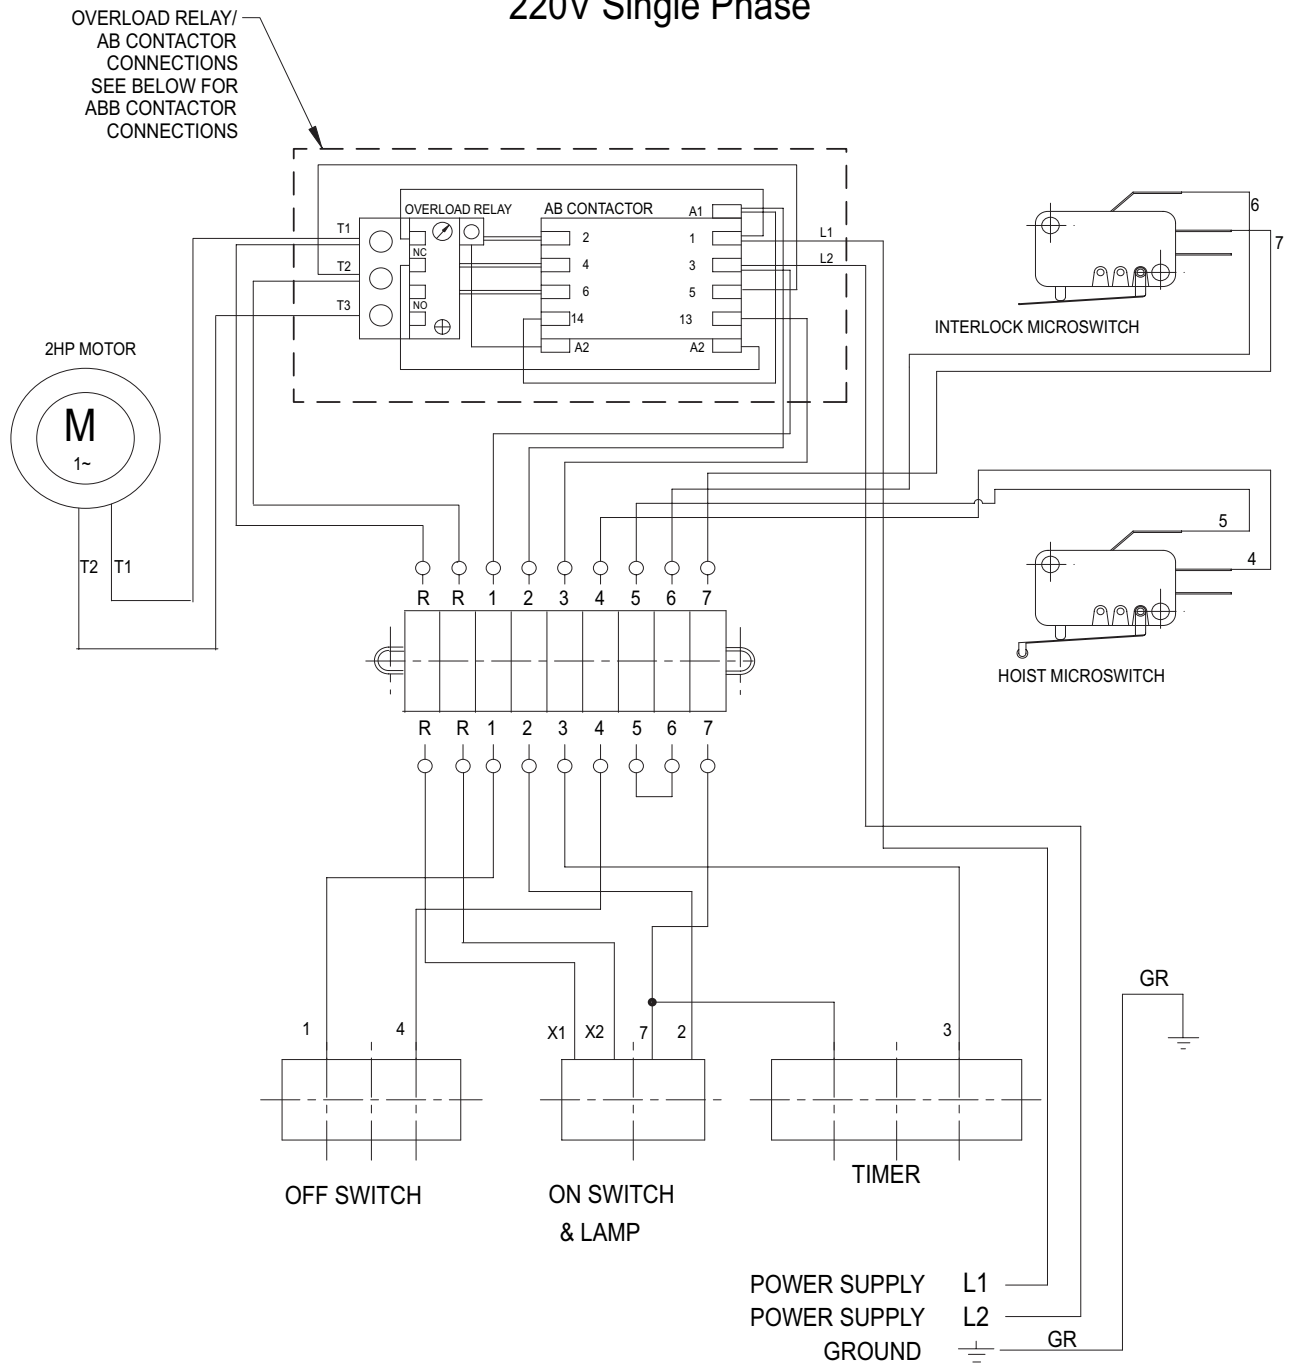 220V Single Phase
OVERLOAD RELAY/
AB CONTACTOR
CONNECTIONS
SEE BELOW FOR
ABB CONTACTOR
CONNECTIONS
OVERLOAD RELAY
AB CONTACTOR
A1
T1
2
1
L1
NC
T2
4
3
L2
6
5
T3
NO
14
13
A2
A2
6
7
INTERLOCK MICROSWITCH
2HP MOTOR
M
1~
T2
T1
5
4
HOIST MICROSWITCH
R R 1 2 3 4 5 6 7
R R 1 2 3 4 5 6 7
GR
1
4
X1
X2
7
2
3
OFF SWITCH
ON SWITCH
& LAMP
TIMER
POWER SUPPLY L1
POWER SUPPLY L2
GROUND
GR